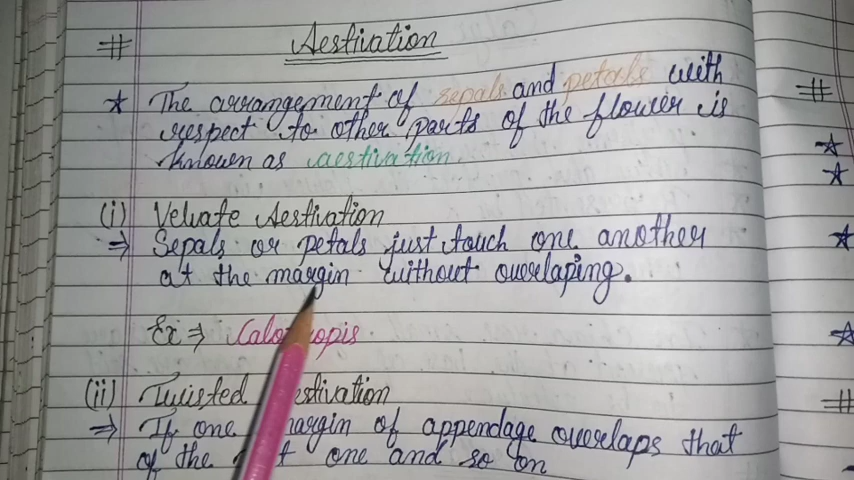 # Aestivation
* The arrangement of sepals and petals with
respect to other parts of the flower is
known as aestivation
(i) Velvate Aestivation
⇒ Sepals or petals just touch one another
at the margin without overlaping.
Ex ⇒
(ii) Twisted
⇒ If one margin of appendage overlaps that
of the one and so on